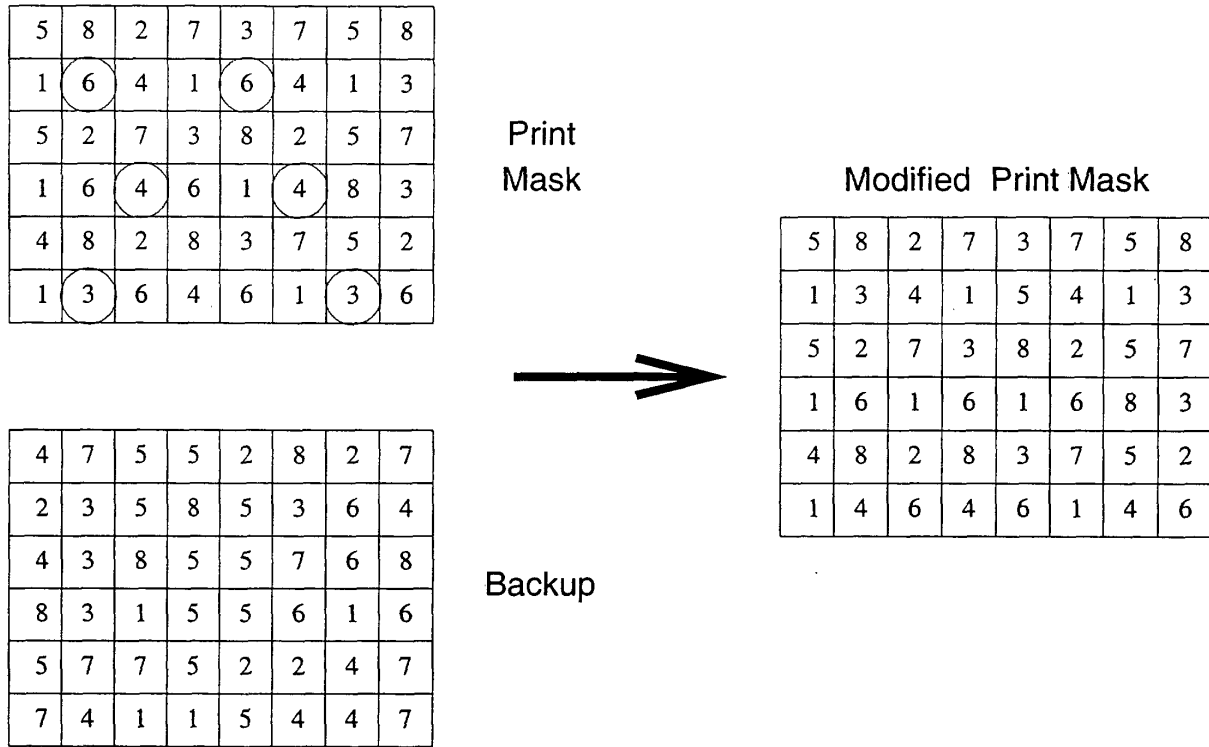 5 8 2 7 3 7 5 8
1 6 4 1 6 4 1 3
5 2 7 3 8 2 5 7
1 6 4 6 1 4 8 3
4 8 2 8 3 7 5 2
1 3 6 4 6 1 3 6
Print
Mask
4 7 5 5 2 8 2 7
2 3 5 8 5 3 6 4
4 3 8 5 5 7 6 8
8 3 1 5 5 6 1 6
5 7 7 5 2 2 4 7
7 4 1 1 5 4 4 7
Backup
Modified Print Mask
5 8 2 7 3 7 5 8
1 3 4 1 5 4 1 3
5 2 7 3 8 2 5 7
1 6 1 6 1 6 8 3
4 8 2 8 3 7 5 2
1 4 6 4 6 1 4 6